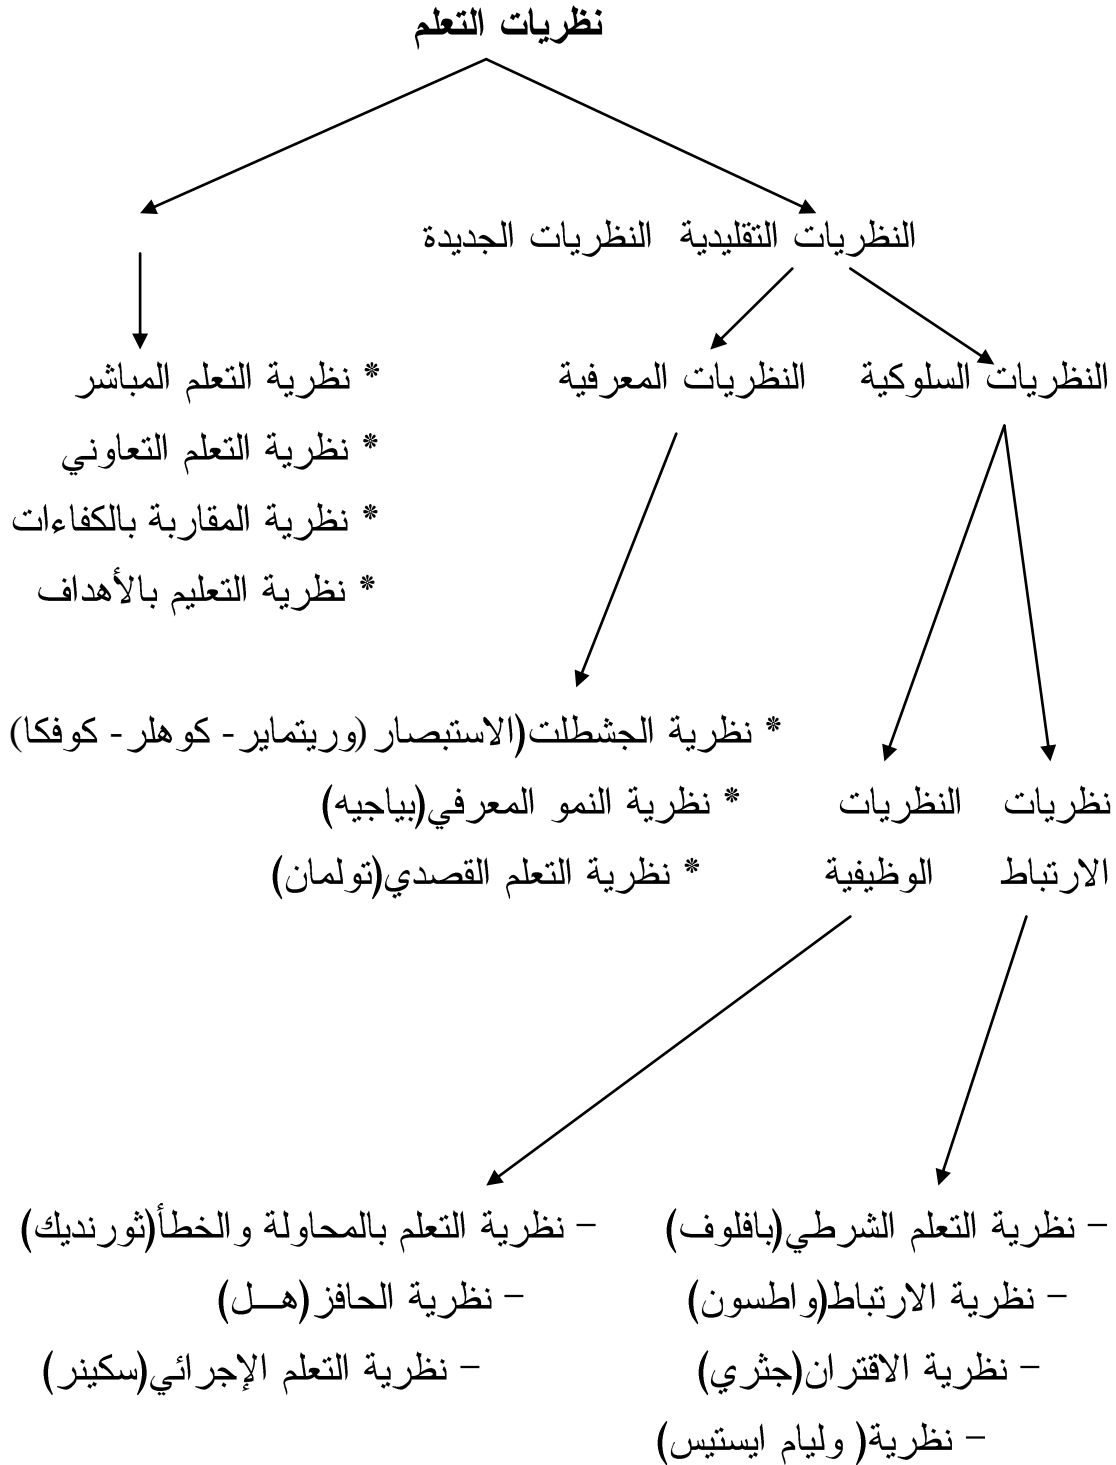 نظريات التعلم
النظريات التقليدية النظريات الجديدة
النظريات السلوكية النظريات المعرفية * نظرية التعلم المباشر
* نظرية التعلم التعاوني
* نظرية المقاربة بالكفاءات
* نظرية التعليم بالأهداف
* نظرية الجشطلت(الاستبصار (وريتماير- كوهلر- كوفكا)
نظريات النظريات * نظرية النمو المعرفي(بياجيه)
الارتباط الوظيفية * نظرية التعلم القصدي(تولمان)
– نظرية التعلم الشرطي(بافلوف) – نظرية التعلم بالمحاولة والخطأ(ثورنديك)
– نظرية الارتباط(واطسون) – نظرية الحافز(هــل)
– نظرية الاقتران(جثري) – نظرية التعلم الإجرائي(سكينر)
– نظرية( وليام ايستيس)